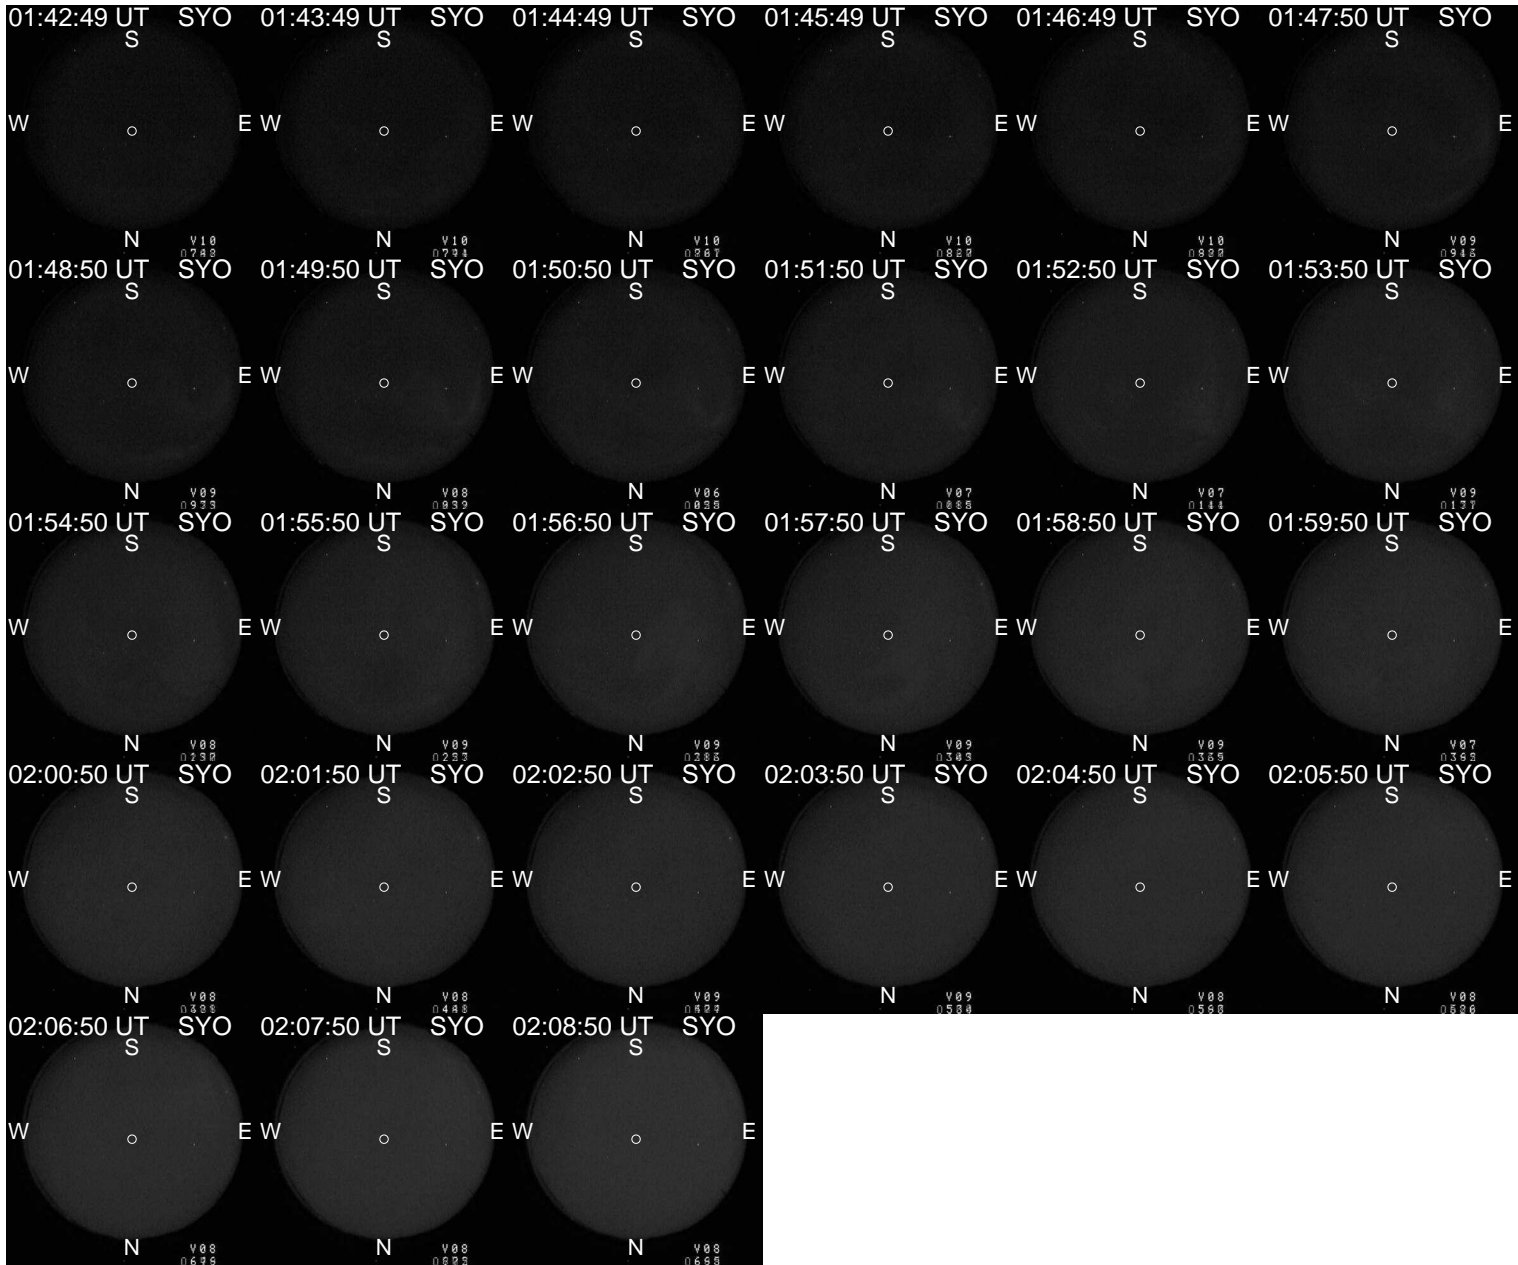 01:42:49 UT SYO 01:43:49 UT SYO 01:44:49 UT SYO 01:45:49 UT SYO 01:46:49 UT SYO 01:47:50 UT SYO
S S S S S S
W E W E W E W E W E W E
N N N N N N
V10 V10 V10 V10 V10 V09
01:48:50 UT SYO 01:49:50 UT SYO 01:50:50 UT SYO 01:51:50 UT SYO 01:52:50 UT SYO 01:53:50 UT SYO
S S S S S S
W E W E W E W E W E W E
N N N N N N
V09 V08 V06 V07 V07 V09
01:54:50 UT SYO 01:55:50 UT SYO 01:56:50 UT SYO 01:57:50 UT SYO 01:58:50 UT SYO 01:59:50 UT SYO
S S S S S S
W E W E W E W E W E W E
N N N N N N
V08 V09 V09 V09 V09 V07
02:00:50 UT SYO 02:01:50 UT SYO 02:02:50 UT SYO 02:03:50 UT SYO 02:04:50 UT SYO 02:05:50 UT SYO
S S S S S S
W E W E W E W E W E W E
N N N N N N
V08 V08 V09 V09 V08 V08
02:06:50 UT SYO 02:07:50 UT SYO 02:08:50 UT SYO
S S S
W E W E W E
N N N
V08 V08 V08